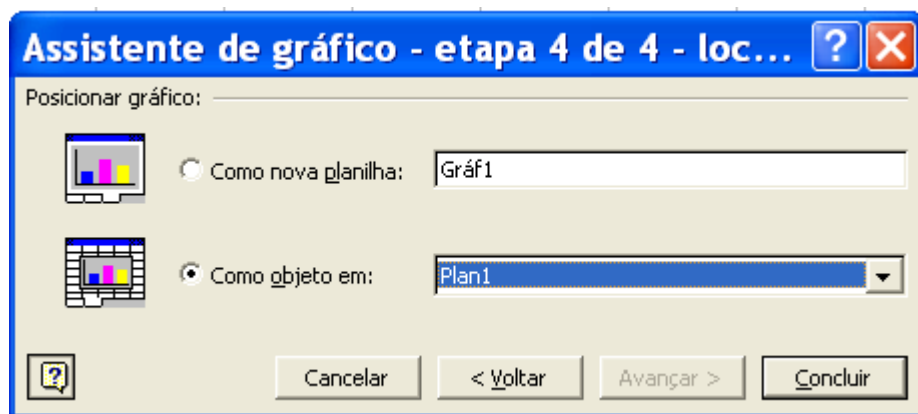 Assistente de gráfico - etapa 4 de 4 - loc...
Posicionar gráfico:
Como nova planilha: Gráf1
Como objeto em: Plan1
Cancelar < Voltar Avançar > Concluir